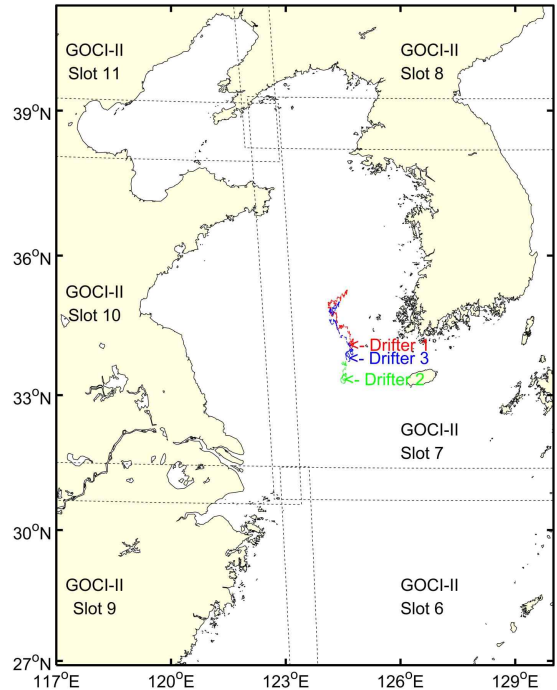 GOCI-II
Slot 11
GOCI-II
Slot 8
39°N
36°N
GOCI-II
Slot 10
<- Drifter 1
<- Drifter 3
<- Drifter 2
33°N
GOCI-II
Slot 7
30°N
GOCI-II
Slot 9
GOCI-II
Slot 6
27°N
117°E 120°E 123°E 126°E 129°E